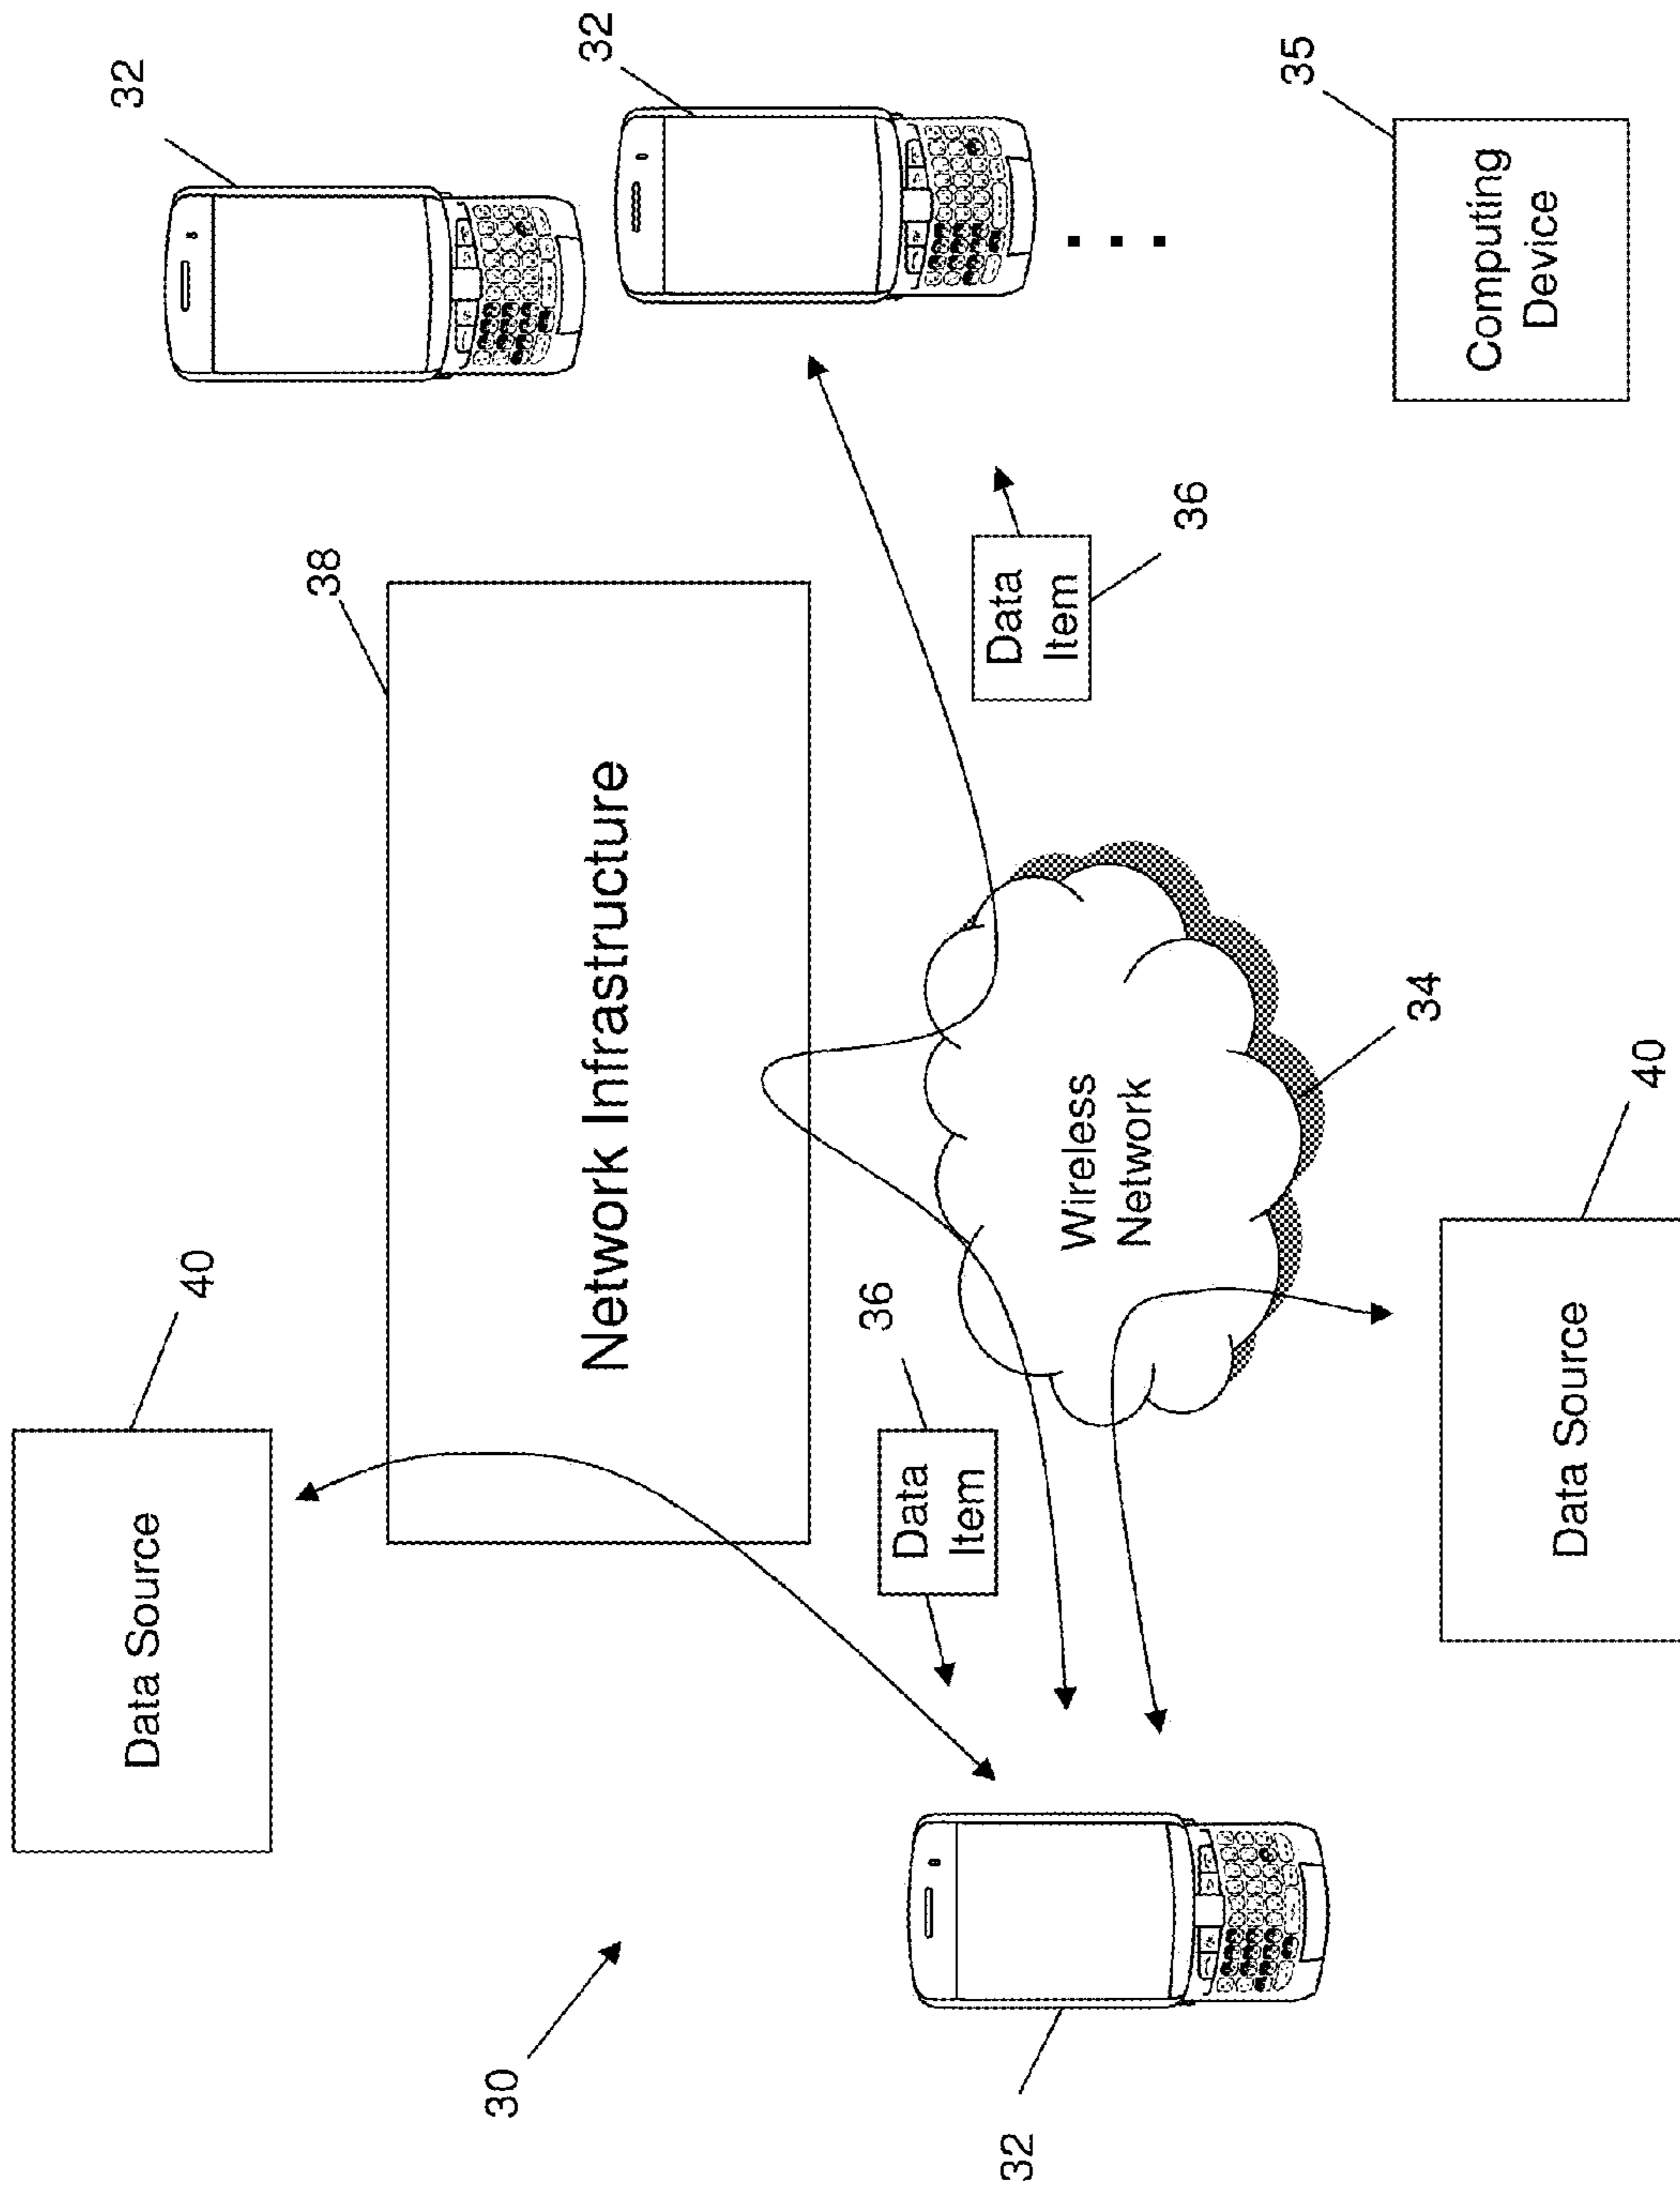 32
Data Source
40
38
30
32
Network Infrastructure
36
Data
Item
Data
Item
32
Wireless
Network
36
35
34
Computing
Device
Data Source
40